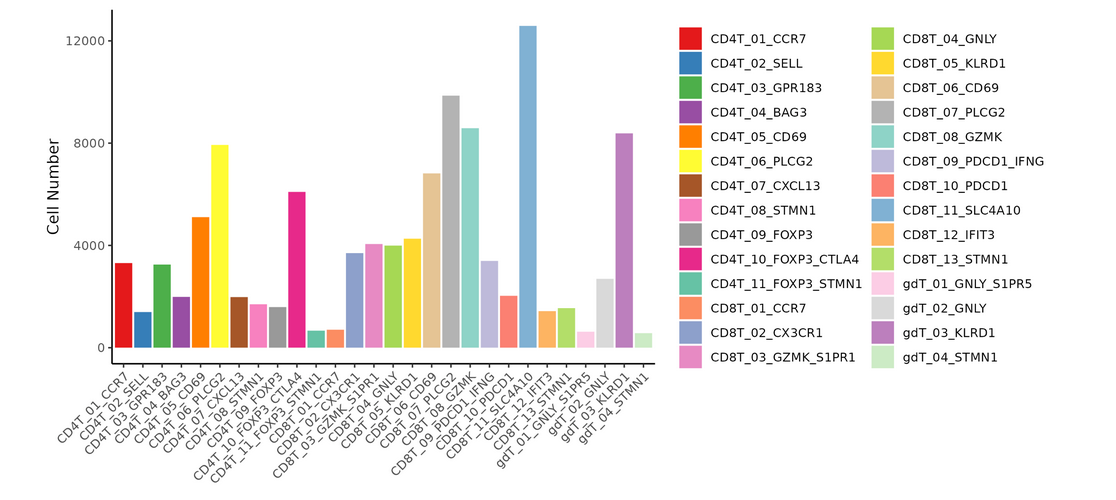 Cell Number
12000
8000
4000
0
CD4T_01_CCR7
CD4T_02_SELL
CD4T_03_GPR183
CD4T_04_BAG3
CD4T_05_CD69
CD4T_06_PLCG2
CD4T_07_CXCL13
CD4T_08_STMN1
CD4T_09_FOXP3
CD4T_10_FOXP3_CTLA4
CD4T_11_FOXP3_STMN1
CD8T_01_CCR7
CD8T_02_CX3CR1
CD8T_03_GZMK_S1PR1
CD8T_04_GNLY
CD8T_05_KLRD1
CD8T_06_CD69
CD8T_07_PLCG2
CD8T_08_GZMK
CD8T_09_PDCD1_IFNG
CD8T_10_PDCD1
CD8T_11_SLC4A10
CD8T_12_IFIT3
CD8T_13_STMN1
gdT_01_GNLY_S1PR5
gdT_02_GNLY
gdT_03_KLRD1
gdT_04_STMN1
CD4T_01_CCR7
CD4T_02_SELL
CD4T_03_GPR183
CD4T_04_BAG3
CD4T_05_CD69
CD4T_06_PLCG2
CD4T_07_CXCL13
CD4T_08_STMN1
CD4T_09_FOXP3
CD4T_10_FOXP3_CTLA4
CD4T_11_FOXP3_STMN1
CD8T_01_CCR7
CD8T_02_CX3CR1
CD8T_03_GZMK_S1PR1
CD8T_04_GNLY
CD8T_05_KLRD1
CD8T_06_CD69
CD8T_07_PLCG2
CD8T_08_GZMK
CD8T_09_PDCD1_IFNG
CD8T_10_PDCD1
CD8T_11_SLC4A10
CD8T_12_IFIT3
CD8T_13_STMN1
gdT_01_GNLY_S1PR5
gdT_02_GNLY
gdT_03_KLRD1
gdT_04_STMN1